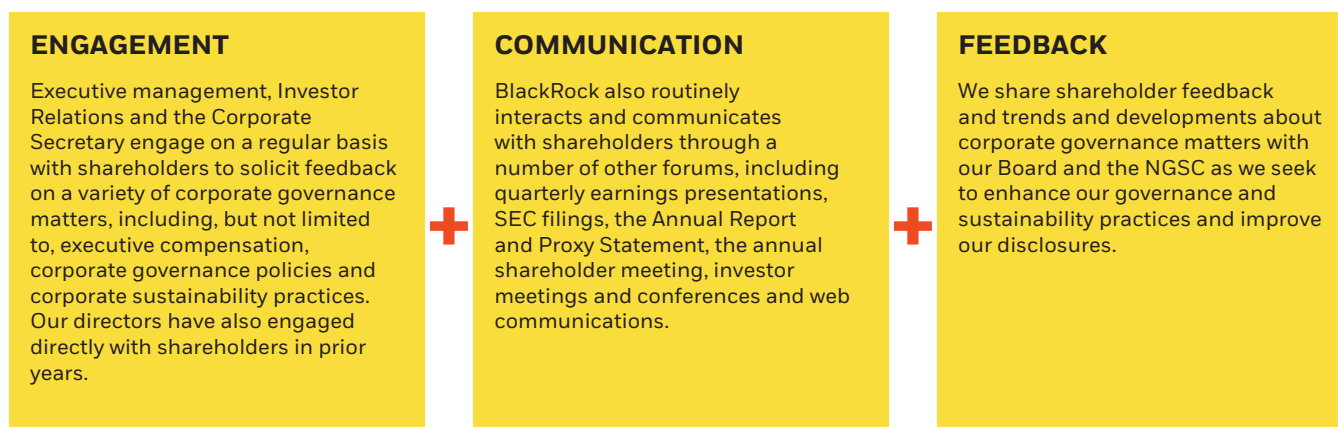 ENGAGEMENT
Executive management, Investor
Relations and the Corporate
Secretary engage on a regular basis
with shareholders to solicit feedback
on a variety of corporate governance
matters, including, but not limited
to, executive compensation,
corporate governance policies and
corporate sustainability practices.
Our directors have also engaged
directly with shareholders in prior
years.
COMMUNICATION
BlackRock also routinely
interacts and communicates
with shareholders through a
number of other forums, including
quarterly earnings presentations,
SEC filings, the Annual Report
and Proxy Statement, the annual
shareholder meeting, investor
meetings and conferences and web
communications.
FEEDBACK
We share shareholder feedback
and trends and developments about
corporate governance matters with
our Board and the NGSC as we seek
to enhance our governance and
sustainability practices and improve
our disclosures.